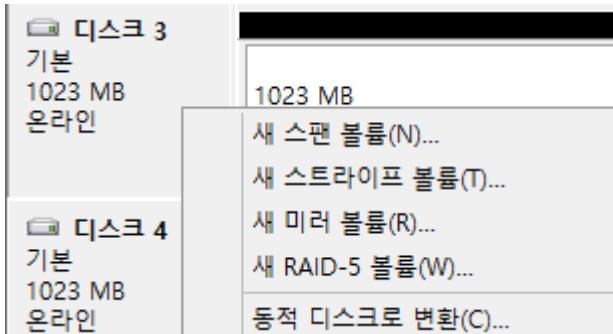 디스크 3
기본
1023 MB
온라인
1023 MB
새 스팬 볼륨(N)...
새 스트라이프 볼륨(T)...
새 미러 볼륨(R)...
새 RAID-5 볼륨(W)...
동적 디스크로 변환(C)...
디스크 4
기본
1023 MB
온라인